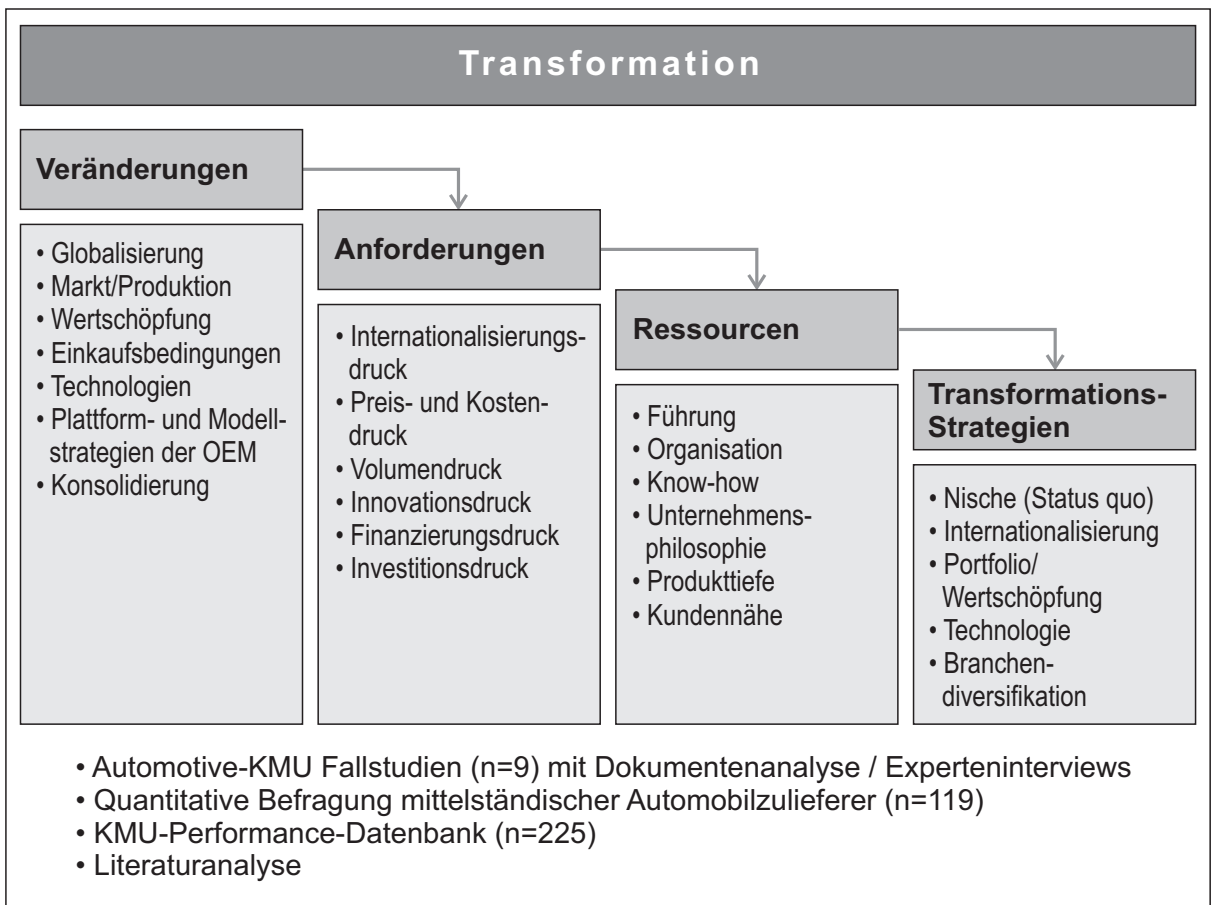 Transformation
Veränderungen
• Globalisierung
• Markt/Produktion
• Wertschöpfung
• Einkaufsbedingungen
• Technologien
• Plattform- und Modell-
strategien der OEM
• Konsolidierung
Anforderungen
• Internationalisierungs-
druck
• Preis- und Kosten-
druck
• Volumendruck
• Innovationsdruck
• Finanzierungsdruck
• Investitionsdruck
Ressourcen
• Führung
• Organisation
• Know-how
• Unternehmens-
philosophie
• Produkttiefe
• Kundennähe
Transformations-
Strategien
• Nische (Status quo)
• Internationalisierung
• Portfolio/
Wertschöpfung
• Technologie
• Branchen-
diversifikation
• Automotive-KMU Fallstudien (n=9) mit Dokumentenanalyse / Experteninterviews
• Quantitative Befragung mittelständischer Automobilzulieferer (n=119)
• KMU-Performance-Datenbank (n=225)
• Literaturanalyse